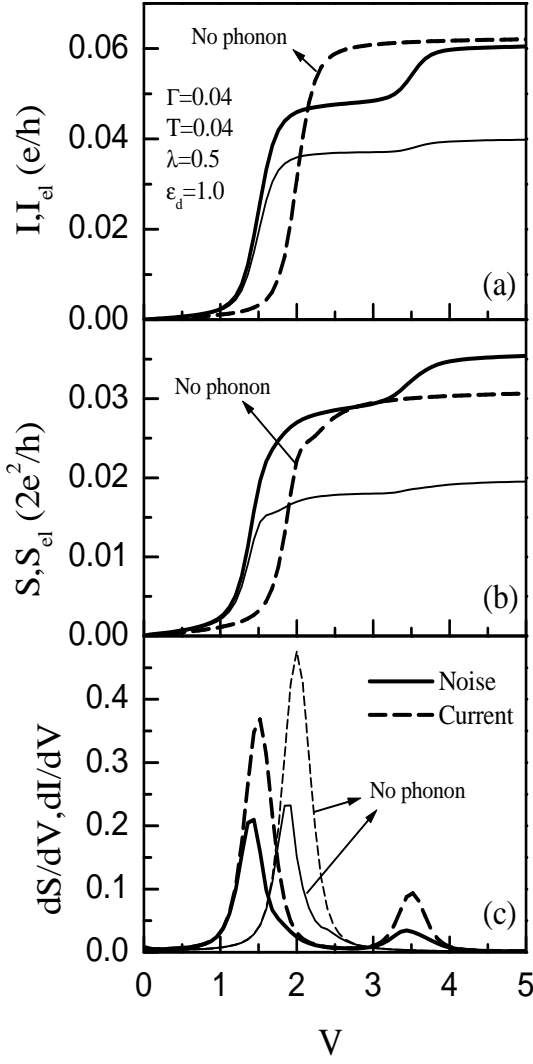 0.06
0.04
0.02
0.00
I,I_el (e/h)
No phonon
Γ=0.04
T=0.04
λ=0.5
ε_d=1.0
(a)
0.03
0.02
0.01
0.00
S,S_el (2e²/h)
No phonon
(b)
0.4
0.3
0.2
0.1
0.0
dS/dV,dI/dV
Noise
Current
No phonon
(c)
0 1 2 3 4 5
V